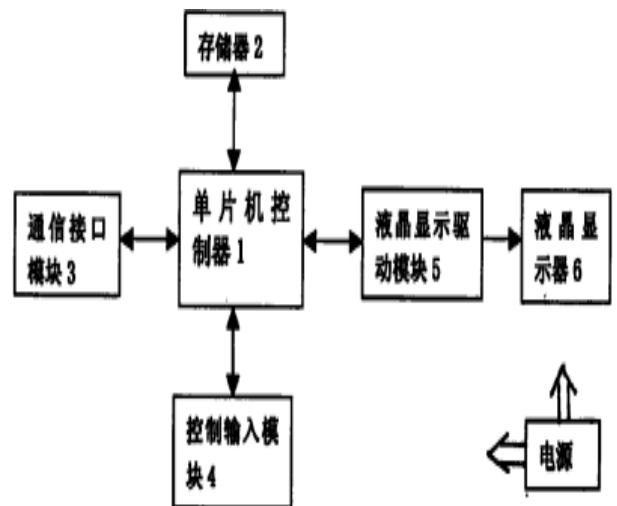 存储器 2
通信接口
模块 3
单片机控
制器 1
液晶显示驱
动模块 5
液晶显
示器 6
控制输入模
块 4
电源